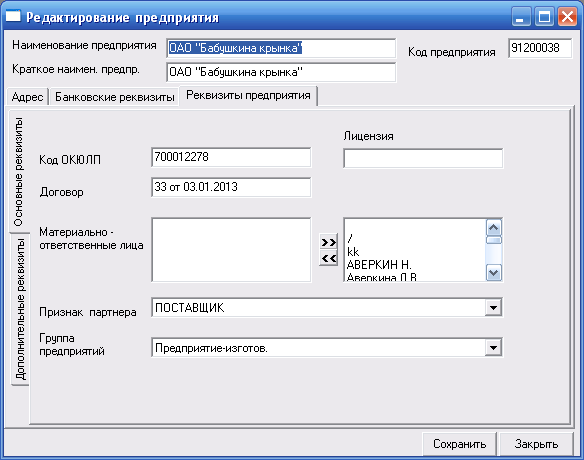 Редактирование предприятия
Наименование предприятия ОАО "Бабушкина крынка" Код предприятия 91200038
Краткое наимен. предпр. ОАО "Бабушкина крынка"
Адрес Банковские реквизиты Реквизиты предприятия
Основные реквизиты
Дополнительные реквизиты
Лицензия
Код ОКЮЛП 700012278
Договор 33 от 03.01.2013
Материально -
ответственные лица
>>
<<
/
kk
АВЕРКИН Н.
Аверкина Л.В.
Признак партнера ПОСТАВЩИК
Группа
предприятий Предприятие-изготов.
Сохранить Закрыть